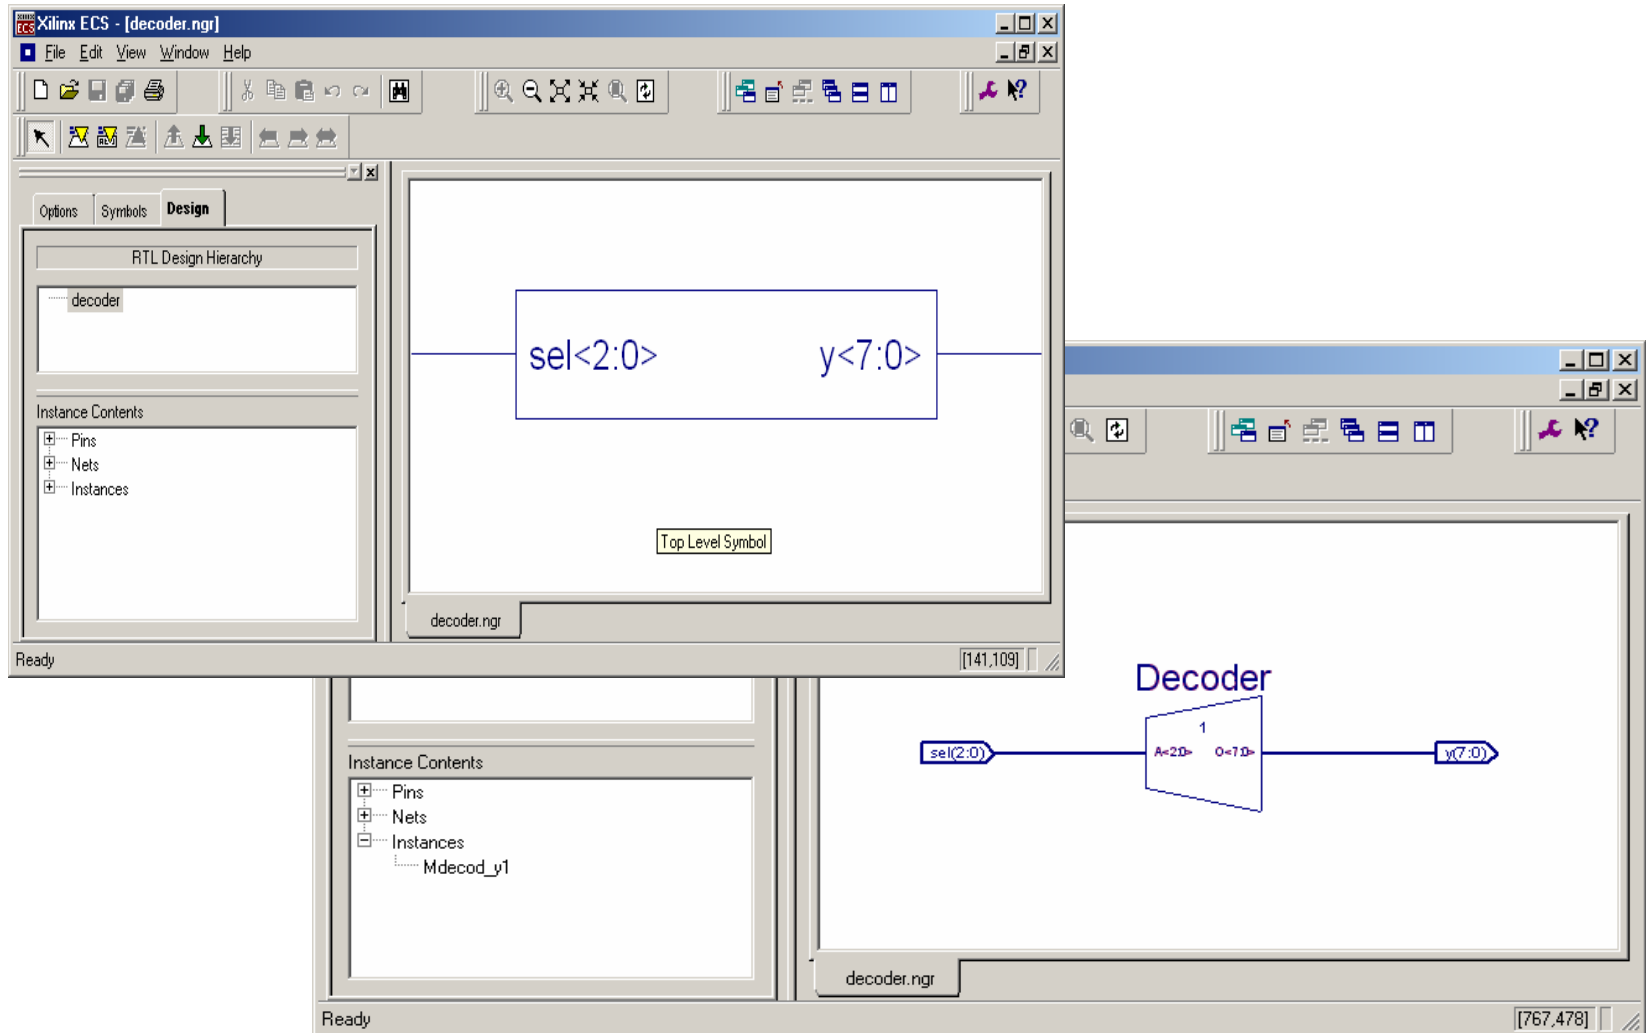 Xilinx ECS - [decoder.ngr]
File Edit View Window Help
Options Symbols Design
RTL Design Hierarchy
decoder
Instance Contents
Pins
Nets
Instances
sel<2:0> y<7:0>
Top Level Symbol
decoder.ngr
Ready [141,109]
Decoder
1
sel(2:0) A<2:0> O<7:0> y(7:0)
Instance Contents
Pins
Nets
Instances
Mdecod_y1
decoder.ngr
Ready [767,478]